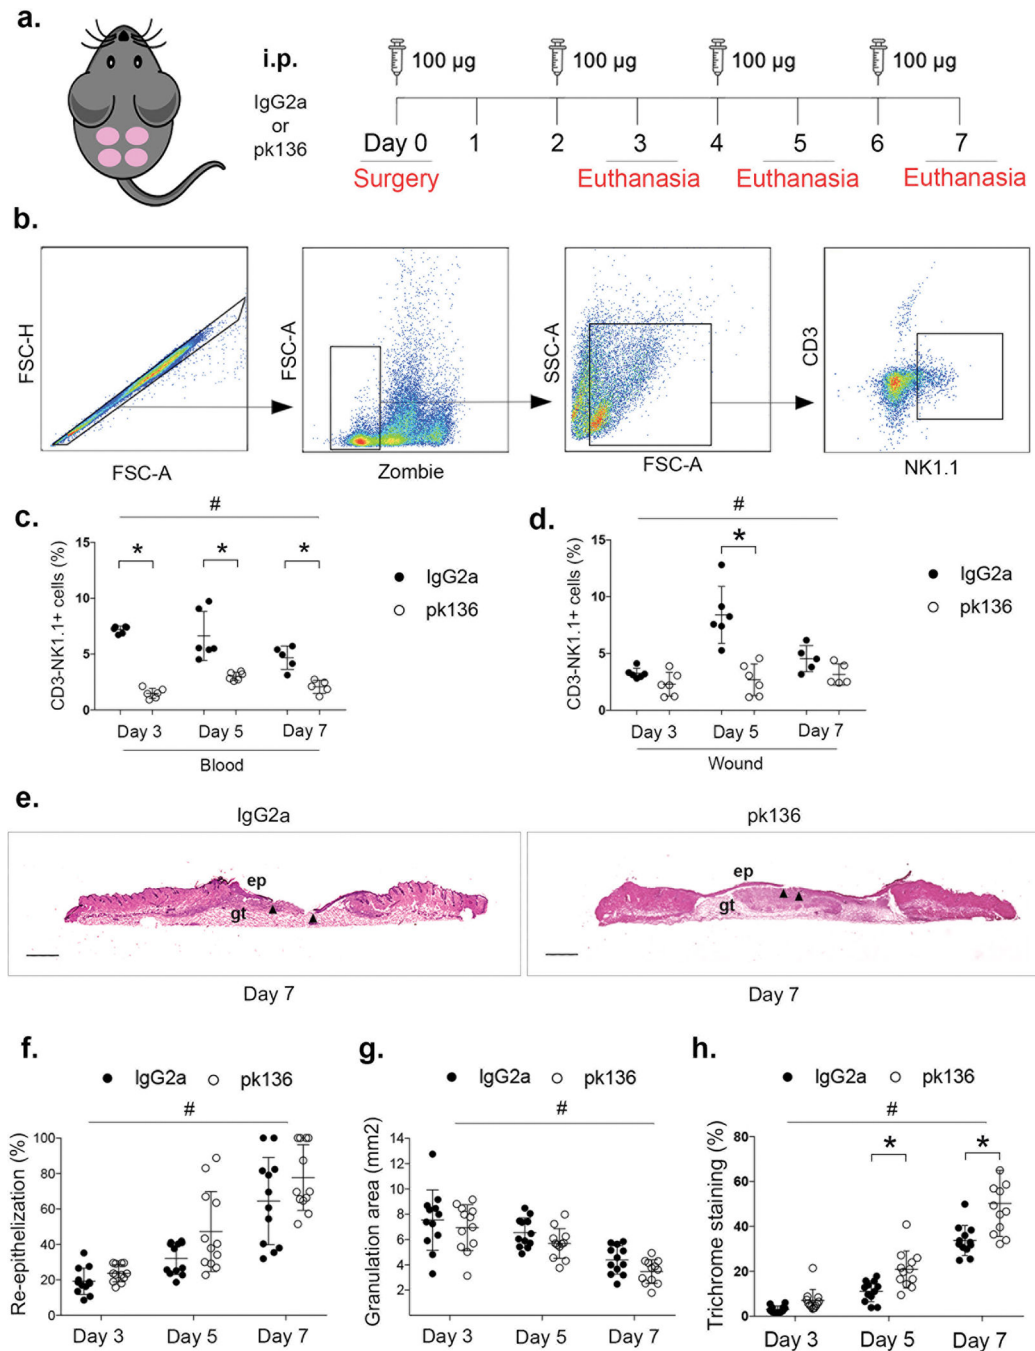 a.
i.p.
IgG2a
or
pk136
100 µg 100 µg 100 µg 100 µg
Day 0 1 2 3 4 5 6 7
Surgery Euthanasia Euthanasia Euthanasia
b.
FSC-H
FSC-A
FSC-A
Zombie
SSC-A
FSC-A
CD3
NK1.1
c.
#
* * *
CD3-NK1.1+ cells (%)
15
10
5
0
Day 3 Day 5 Day 7
Blood
IgG2a
pk136
d.
#
*
CD3-NK1.1+ cells (%)
15
10
5
0
Day 3 Day 5 Day 7
Wound
IgG2a
pk136
e.
IgG2a pk136
ep
gt
ep
gt
Day 7 Day 7
f.
IgG2a pk136
#
Re-epithelization (%)
100
80
60
40
20
0
Day 3 Day 5 Day 7
g.
IgG2a pk136
#
Granulation area (mm2)
14
12
10
8
6
4
2
Day 3 Day 5 Day 7
h.
IgG2a pk136
#
* *
Trichrome staining (%)
80
60
40
20
0
Day 3 Day 5 Day 7